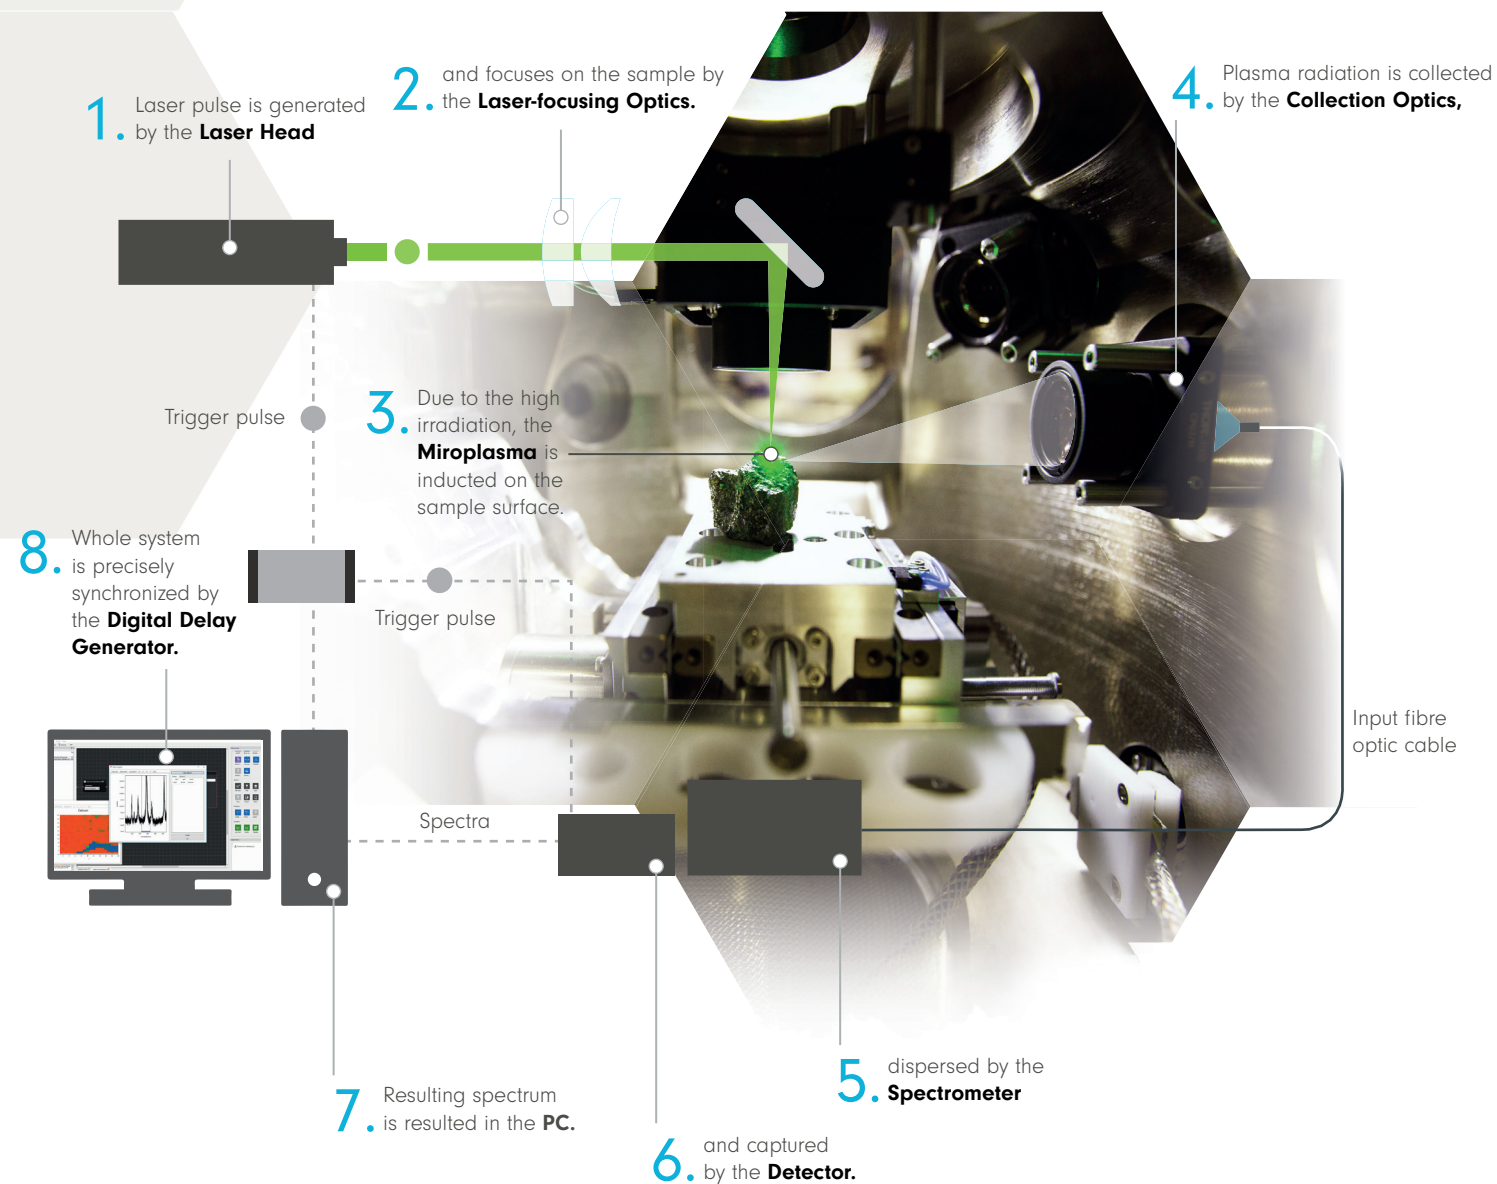 1. Laser pulse is generated
by the Laser Head
2. and focuses on the sample by
the Laser-focusing Optics.
3. Due to the high
irradiation, the
Miroplasma is
inducted on the
sample surface.
4. Plasma radiation is collected
by the Collection Optics,
Trigger pulse
8. Whole system
is precisely
synchronized by
the Digital Delay
Generator.
Trigger pulse
Input fibre
optic cable
Spectra
5. dispersed by the
Spectrometer
7. Resulting spectrum
is resulted in the PC.
6. and captured
by the Detector.